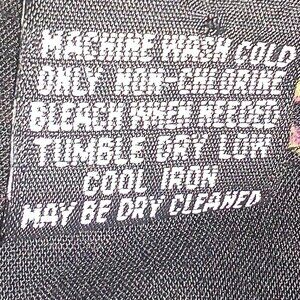 MACHINE WASH COLD
ONLY NON-CHLORINE
BLEACH WHEN NEEDED
TUMBLE DRY LOW
COOL IRON
MAY BE DRY CLEANED